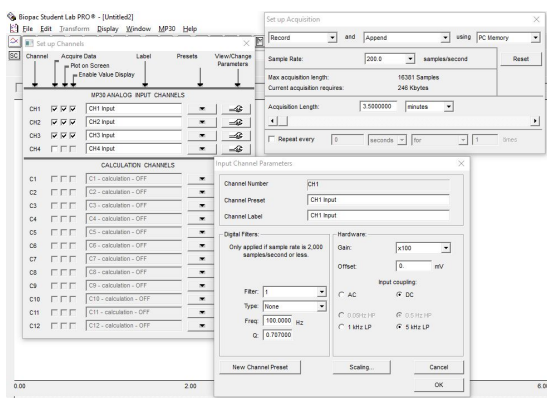 Biopac Student Lab PRO® - [Untitled2]
File Edit Transform Display Window MP30 Help
SC
Set up Channels
Channel Acquire Data Label Presets View/Change
Plot on Screen Parameters
Enable Value Display
MP30 ANALOG INPUT CHANNELS
CH1 CH1 Input
CH2 CH2 Input
CH3 CH3 Input
CH4 CH4 Input
CALCULATION CHANNELS
C1 C1 - calculation - OFF
C2 C2 - calculation - OFF
C3 C3 - calculation - OFF
C4 C4 - calculation - OFF
C5 C5 - calculation - OFF
C6 C6 - calculation - OFF
C7 C7 - calculation - OFF
C8 C8 - calculation - OFF
C9 C9 - calculation - OFF
C10 C10 - calculation - OFF
C11 C11 - calculation - OFF
C12 C12 - calculation - OFF
Set up Acquisition
Record and Append using PC Memory
Sample Rate: 200.0 samples/second Reset
Max acquisition length: 16381 Samples
Current acquisition requires: 246 Kbytes
Acquisition Length: 3.5000000 minutes
Repeat every 0 seconds for 1 times
Input Channel Parameters
Channel Number CH1
Channel Preset CH1 Input
Channel Label CH1 Input
Digital Filters:
Only applied if sample rate is 2,000
samples/second or less.
Filter: 1
Type: None
Freq: 100.0000 Hz
Q: 0.707000
Hardware:
Gain: x100
Offset: 0. mV
Input coupling:
AC DC
0.05Hz HP 0.5 Hz HP
1 kHz LP 5 kHz LP
New Channel Preset Scaling... Cancel
OK
0.00 2.00 6.0